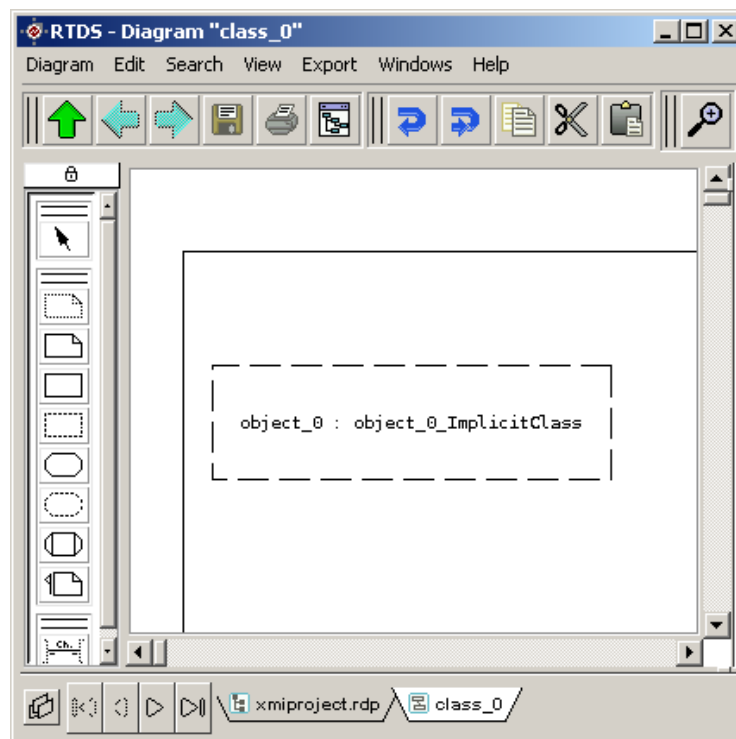 RTDS - Diagram "class_0"
Diagram Edit Search View Export Windows Help
object_0 : object_0_ImplicitClass
Ch.
xmiproject.rdp class_0